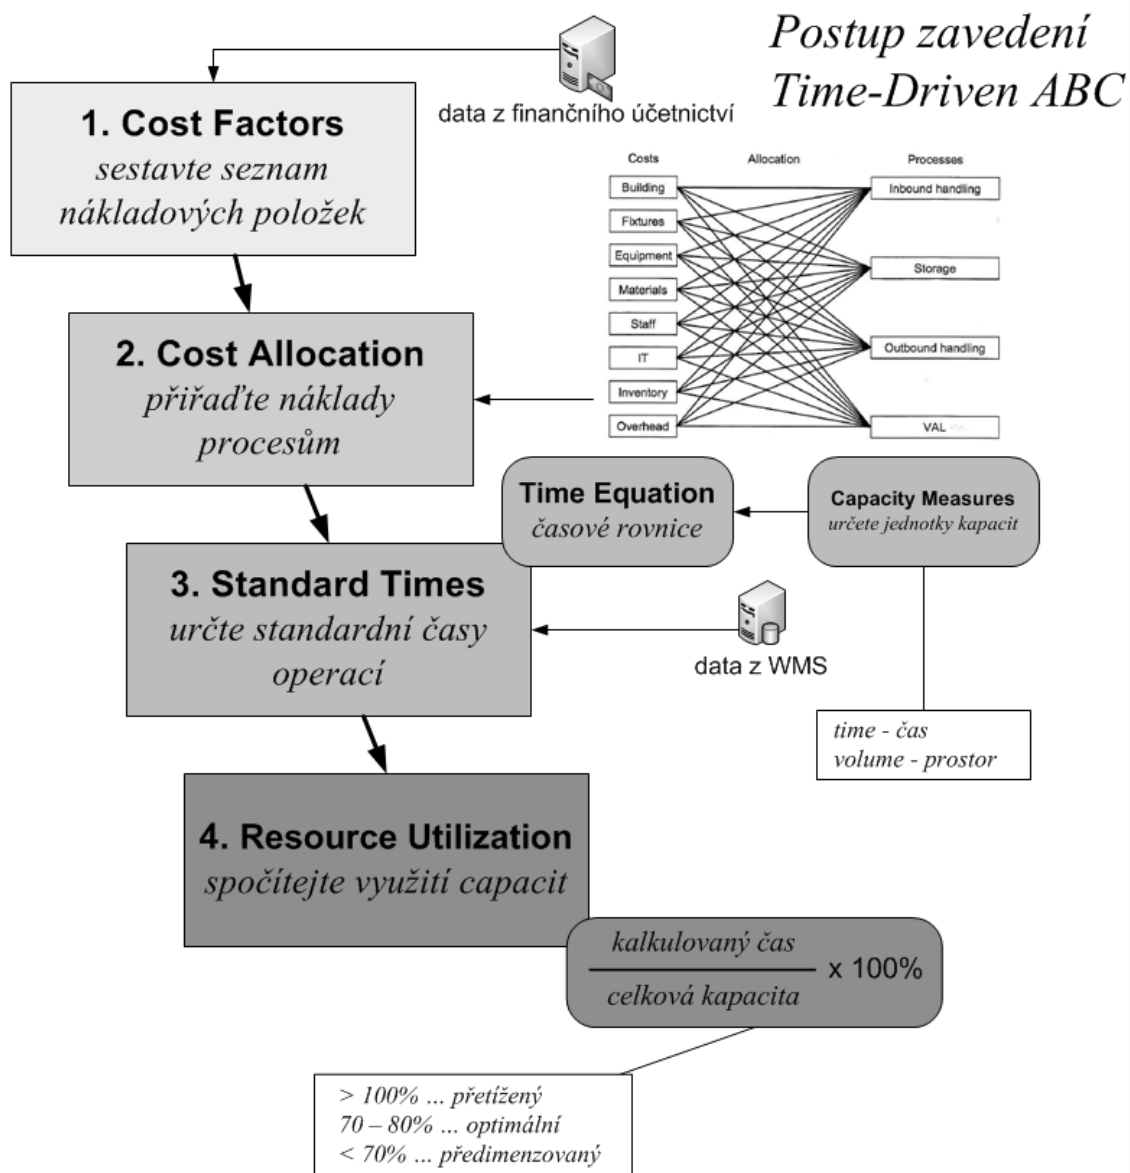 Postup zavedení
Time-Driven ABC
data z finančního účetnictví
1. Cost Factors
sestavte seznam
nákladových položek
Costs
Allocation
Processes
Building
Fixtures
Equipment
Materials
Staff
IT
Inventory
Overhead
Inbound handling
Storage
Outbound handling
VAL
2. Cost Allocation
přiřaďte náklady
procesům
Time Equation
časové rovnice
Capacity Measures
určete jednotky kapacit
3. Standard Times
určte standardní časy
operací
data z WMS
time - čas
volume - prostor
4. Resource Utilization
spočítejte využití capacit
kalkulovaný čas
celková kapacita
x 100%
> 100% ... přetížený
70 – 80% ... optimální
< 70% ... předimenzovaný